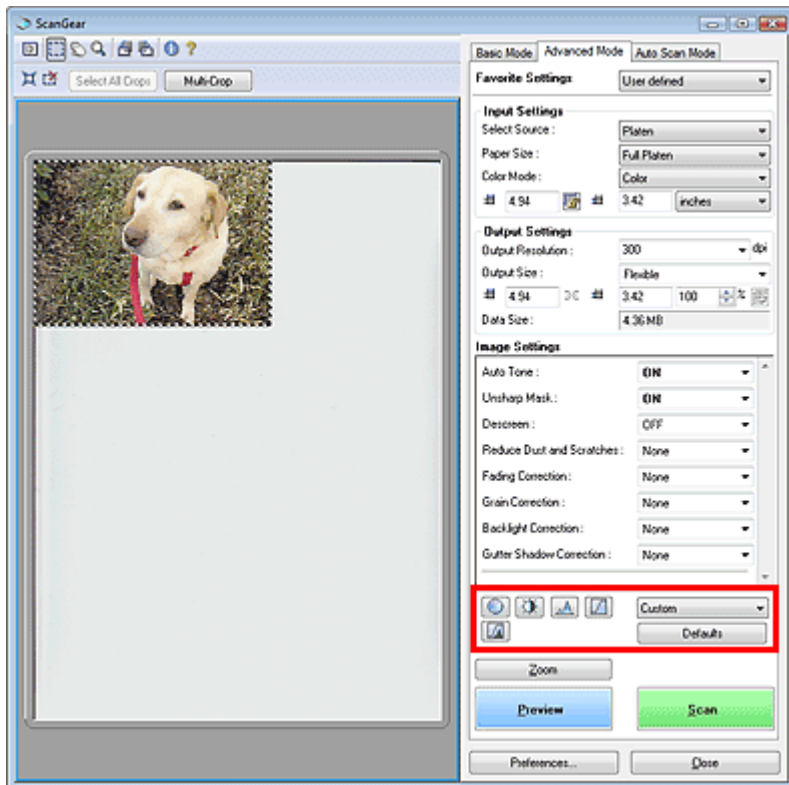 ScanGear
Select All Crops Multi-Crop
Basic Mode Advanced Mode Auto Scan Mode
Favorite Settings User defined
Input Settings
Select Source : Platen
Paper Size : Full Platen
Color Mode : Color
4.94 3.42 inches
Output Settings
Output Resolution : 300 dpi
Output Size : Flexible
4.94 3.42 100 %
Data Size : 4.36 MB
Image Settings
Auto Tone : ON
Unsharp Mask : ON
Descreen : OFF
Reduce Dust and Scratches : None
Fading Correction : None
Grain Correction : None
Backlight Correction : None
Gutter Shadow Correction : None
Custom
Defaults
Zoom
Preview Scan
Preferences... Close